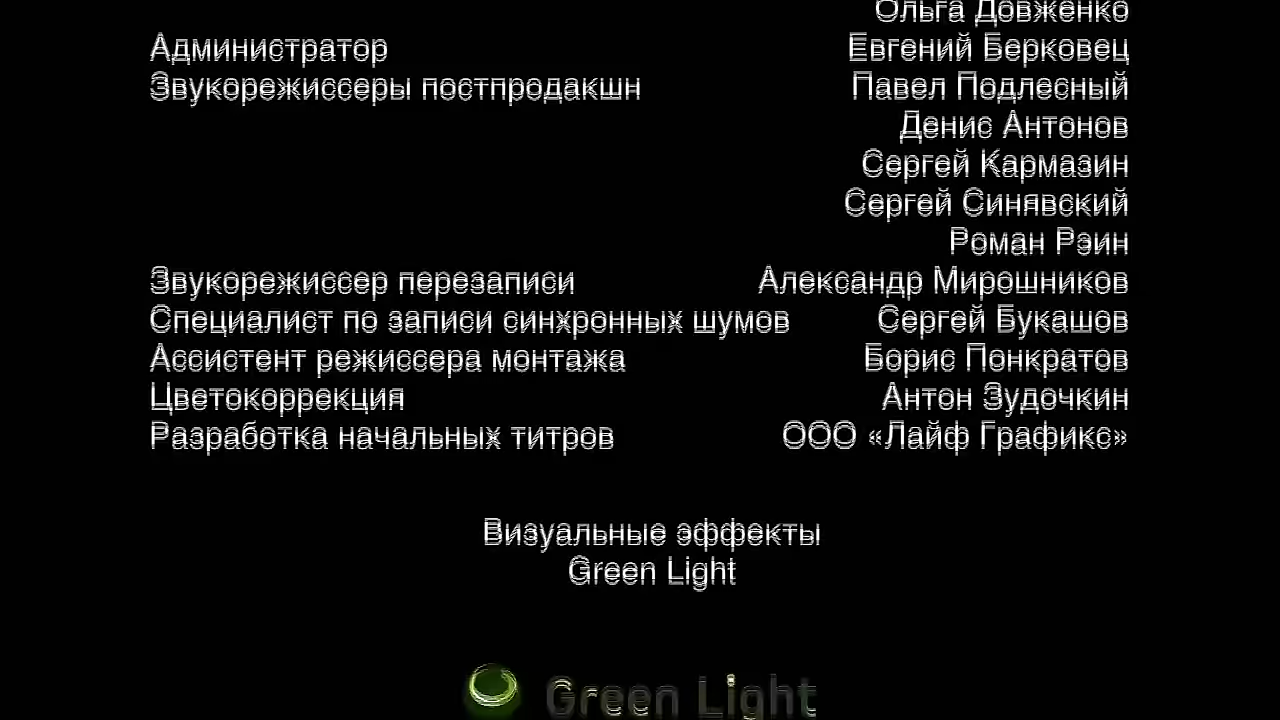 Ольга Довженко
Администратор Евгений Берковец
Звукорежиссеры постпродакшн Павел Подлесный
Денис Антонов
Сергей Кармазин
Сергей Синявский
Роман Рэин
Звукорежиссер перезаписи Александр Мирошников
Специалист по записи синхронных шумов Сергей Букашов
Ассистент режиссера монтажа Борис Понкратов
Цветокоррекция Антон Зудочкин
Разработка начальных титров ООО «Лайф Графикс»
Визуальные эффекты
Green Light
Green Light